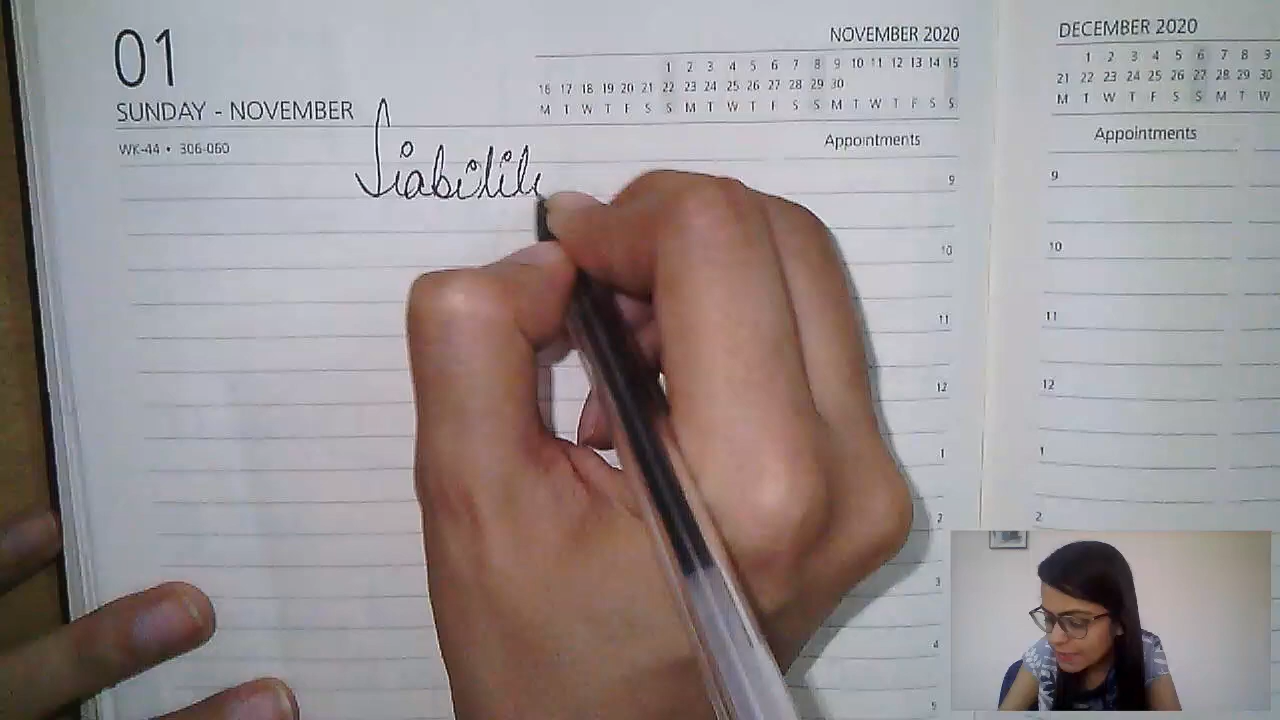 01
SUNDAY - NOVEMBER
WK-44 • 306-060
NOVEMBER 2020
1 2 3 4 5 6 7 8 9 10 11 12 13 14 15
16 17 18 19 20 21 22 23 24 25 26 27 28 29 30
M T W T F S S M T W T F S S M T W T F S S
Appointments
9
10
11
12
1
2
3
4
5
Liabiliti
DECEMBER 2020
1 2 3 4 5 6 7 8 9
21 22 23 24 25 26 27 28 29 30
M T W T F S S M T W
Appointments
9
10
11
12
1
2